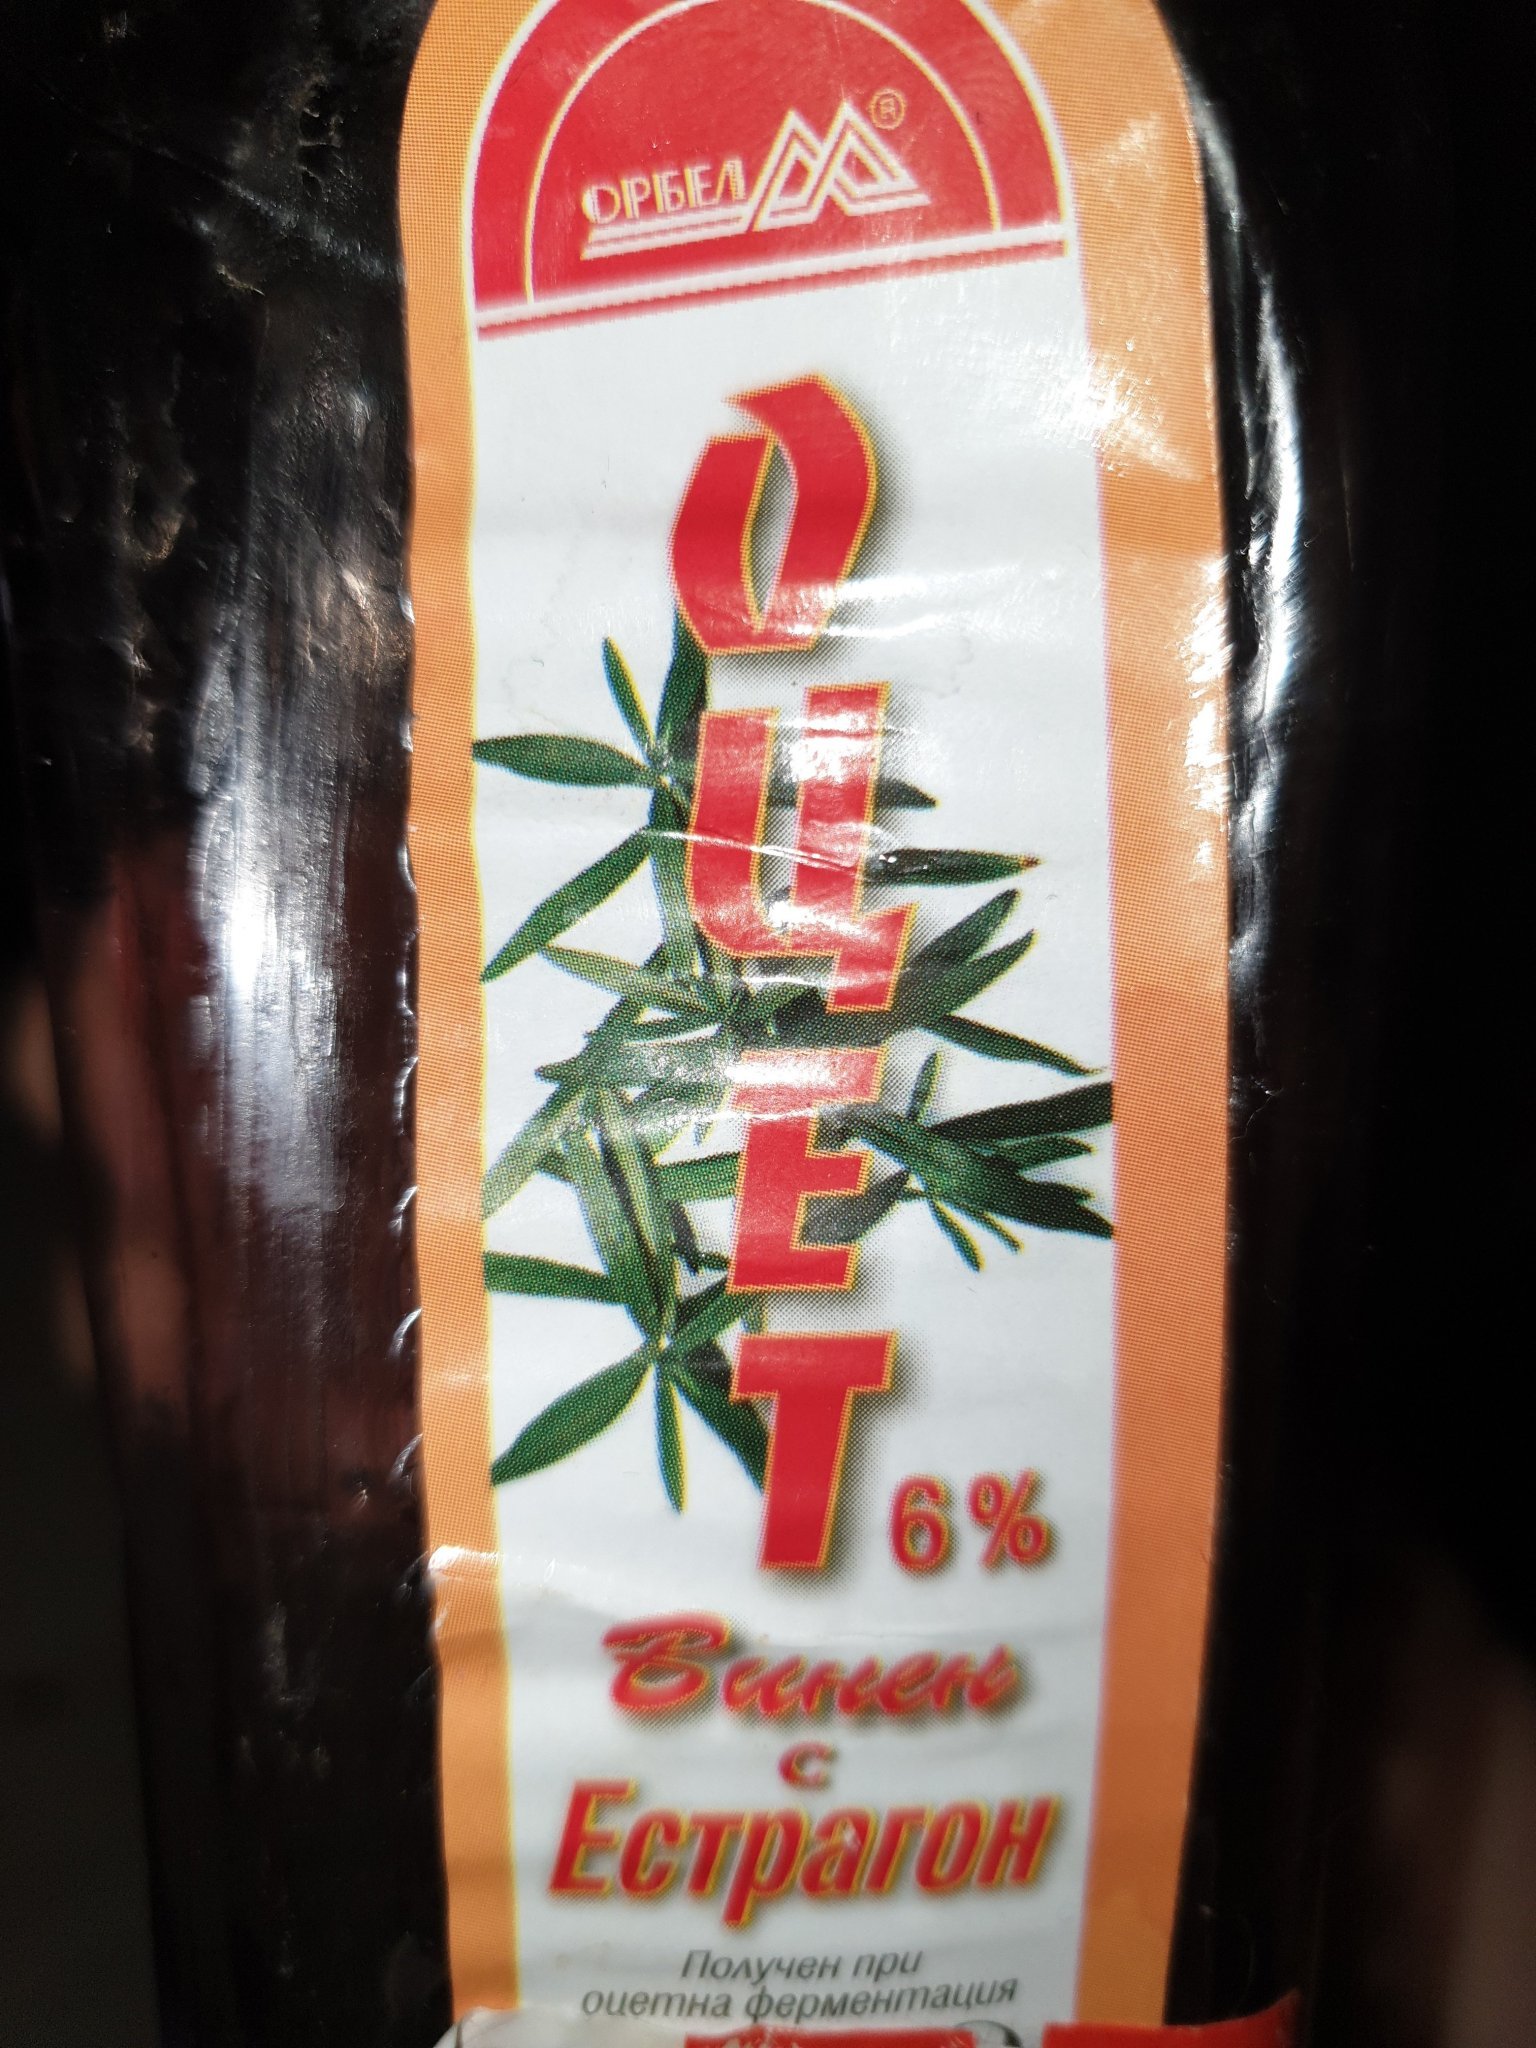 ОРБЕЛ М ®
ОЦЕТ
6%
Винен
с
Естрагон
Получен при
оцетна ферментация